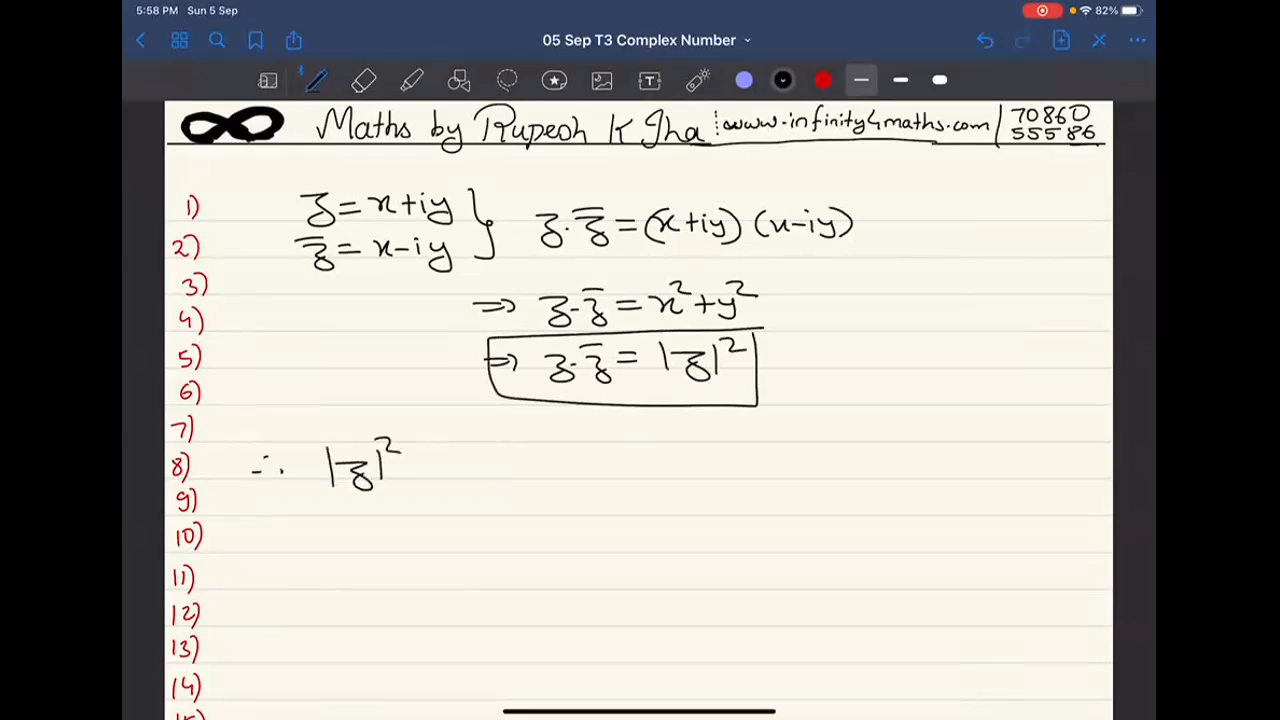 5:58 PM Sun 5 Sep 82%
05 Sep T3 Complex Number
Maths by Rupesh K Jha www.infinity4maths.com 70860 55586
1) z = x+iy
2) z̅ = x-iy
z·z̅ = (x+iy)(x-iy)
3)
⇒ z·z̅ = x²+y²
4)
5) ⇒ z·z̅ = |z|²
6)
7)
8) ∴ |z|²
9)
10)
11)
12)
13)
14)